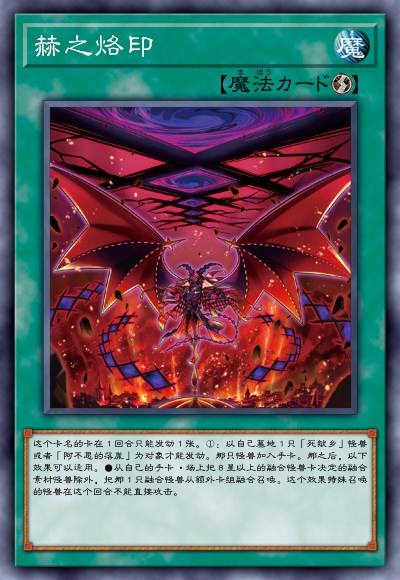 赫之烙印
魔
【魔法カード】
まほう
这个卡名的卡在1回合只能发动1张。①：以自己墓地1只「死狱乡」怪兽
或者「阿不思的落胤」为对象才能发动。那只怪兽加入手卡。那之后，以下
效果可以适用。●从自己的手卡·场上把8星以上的融合怪兽卡决定的融合
素材怪兽除外，把那1只融合怪兽从额外卡组融合召唤。这个效果特殊召唤
的怪兽在这个回合不能直接攻击。